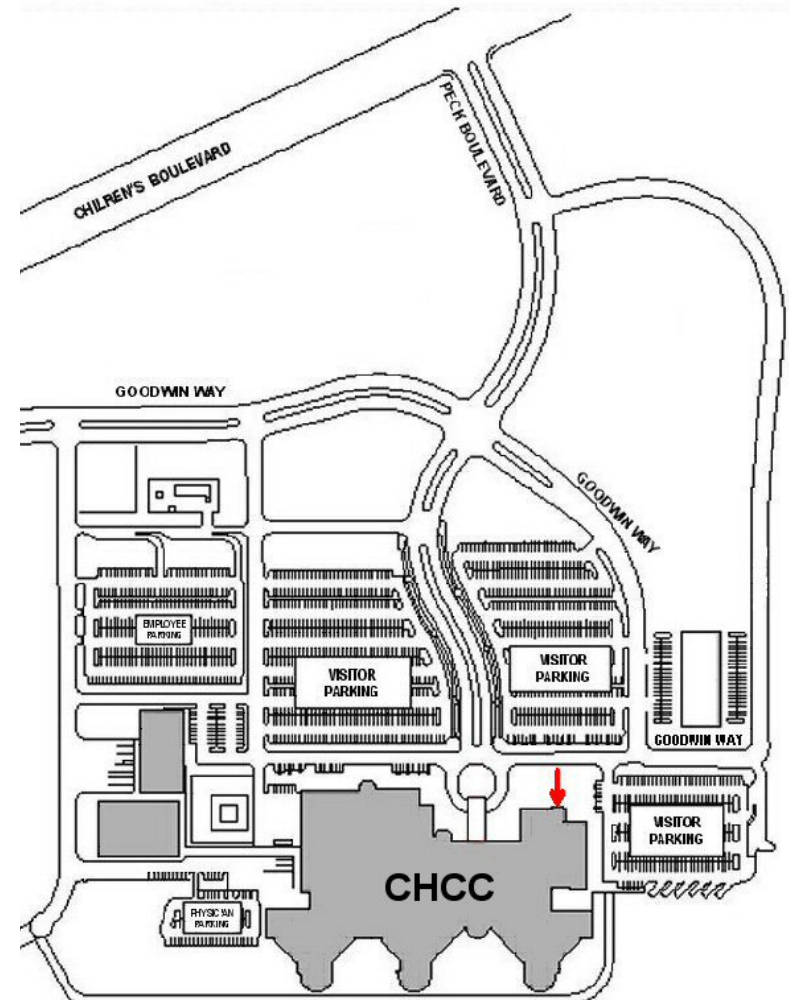 PECK BOULEVARD
CHILREN'S BOULEVARD
GOODWIN WAY
GOODWIN WAY
EMPLOYEE
PARKING
VISITOR
PARKING
VISITOR
PARKING
GOODWIN WAY
VISITOR
PARKING
CHCC
PHYSICIAN
PARKING